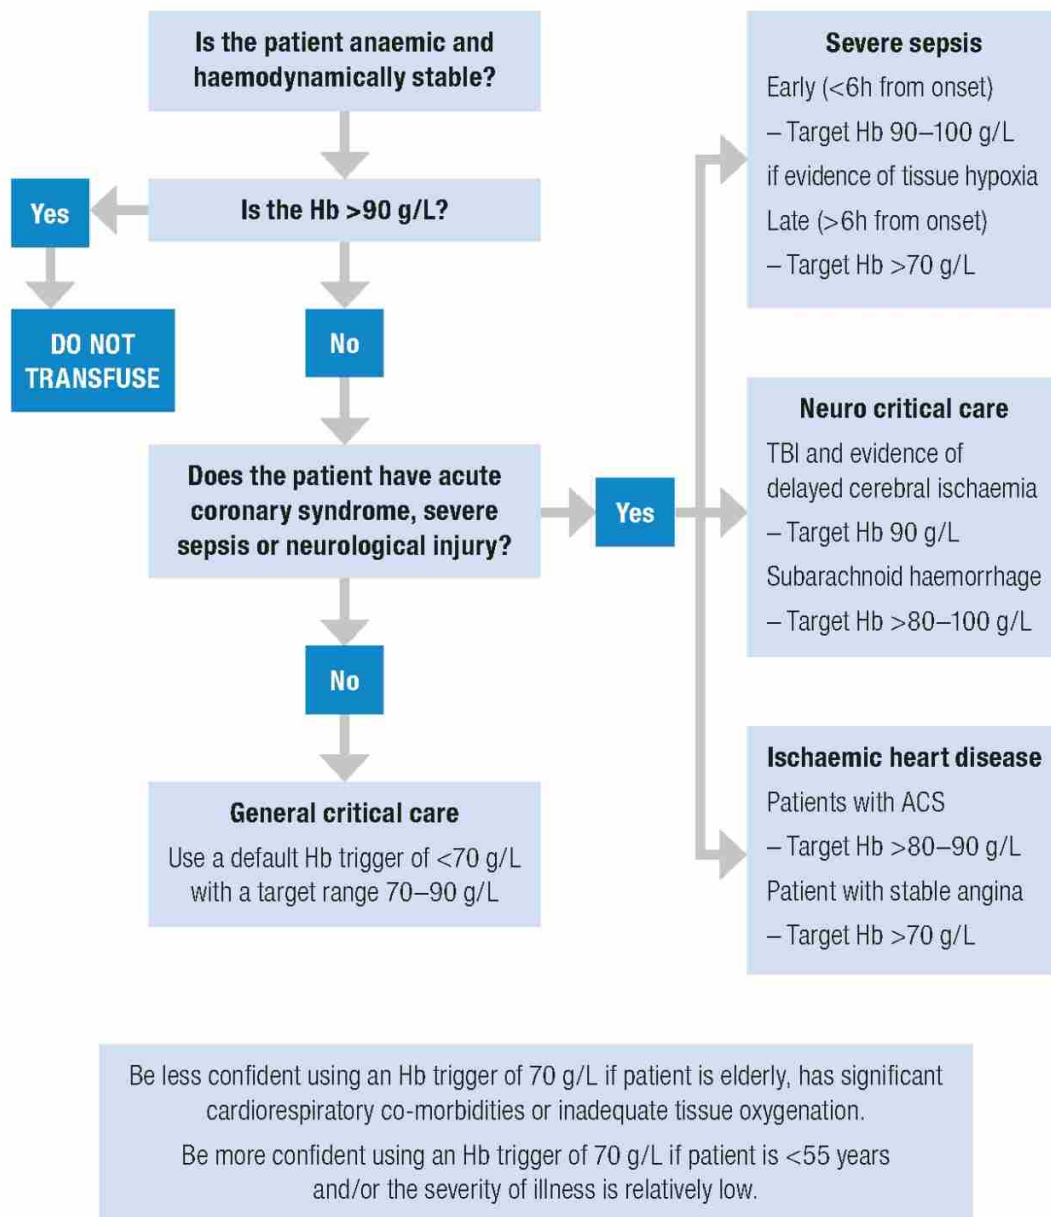 Is the patient anaemic and
haemodynamically stable?
Is the Hb >90 g/L?
Yes
DO NOT
TRANSFUSE
No
Does the patient have acute
coronary syndrome, severe
sepsis or neurological injury?
Yes
No
General critical care
Use a default Hb trigger of <70 g/L
with a target range 70–90 g/L
Severe sepsis
Early (<6h from onset)
– Target Hb 90–100 g/L
if evidence of tissue hypoxia
Late (>6h from onset)
– Target Hb >70 g/L
Neuro critical care
TBI and evidence of
delayed cerebral ischaemia
– Target Hb 90 g/L
Subarachnoid haemorrhage
– Target Hb >80–100 g/L
Ischaemic heart disease
Patients with ACS
– Target Hb >80–90 g/L
Patient with stable angina
– Target Hb >70 g/L
Be less confident using an Hb trigger of 70 g/L if patient is elderly, has significant
cardiorespiratory co-morbidities or inadequate tissue oxygenation.
Be more confident using an Hb trigger of 70 g/L if patient is <55 years
and/or the severity of illness is relatively low.